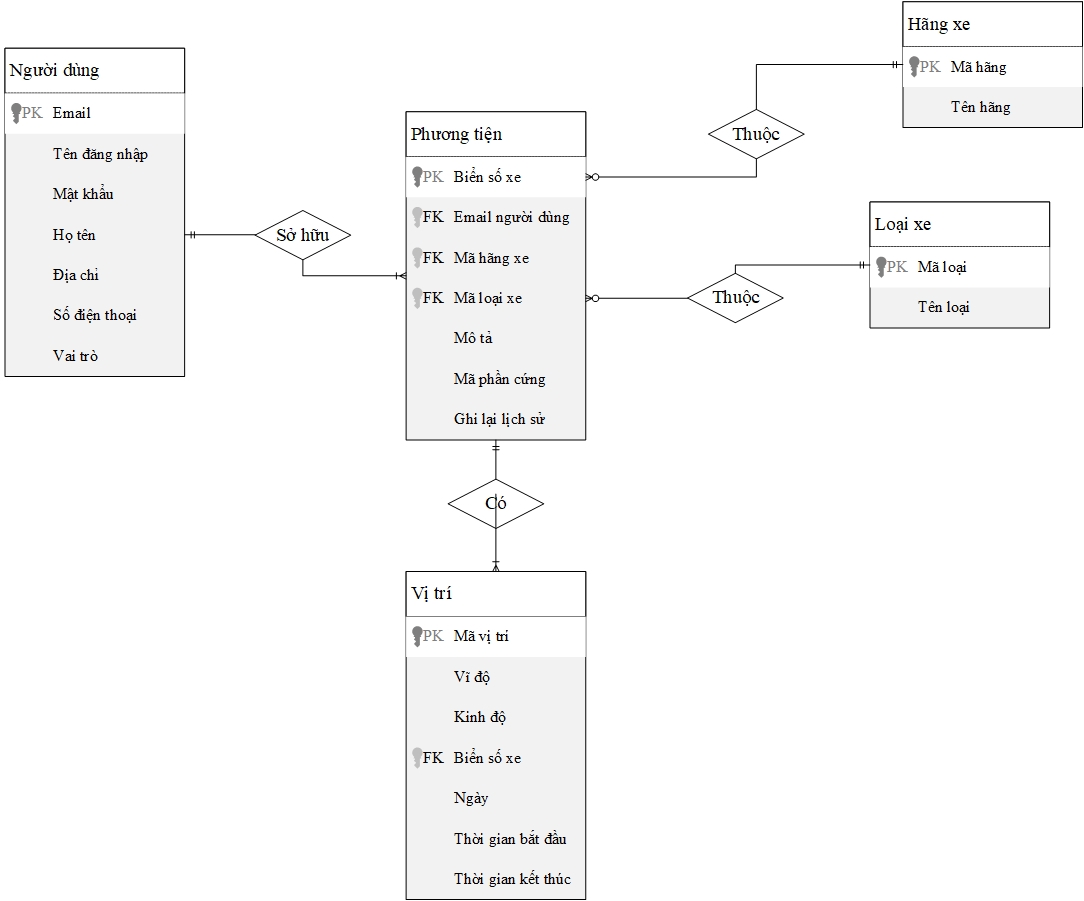 Người dùng
PK Email
Tên đăng nhập
Mật khẩu
Họ tên
Địa chỉ
Số điện thoại
Vai trò
Sở hữu
Phương tiện
PK Biển số xe
FK Email người dùng
FK Mã hãng xe
FK Mã loại xe
Mô tả
Mã phần cứng
Ghi lại lịch sử
Thuộc
Hãng xe
PK Mã hãng
Tên hãng
Thuộc
Loại xe
PK Mã loại
Tên loại
Có
Vị trí
PK Mã vị trí
Vĩ độ
Kinh độ
FK Biển số xe
Ngày
Thời gian bắt đầu
Thời gian kết thúc